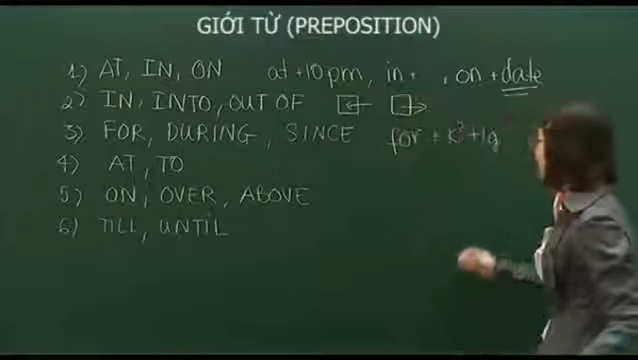 GIỚI TỪ (PREPOSITION)
1) AT, IN, ON at + 10 pm, in + , on + date
2) IN, INTO, OUT OF
3) FOR, DURING, SINCE for + k² + tg
4) AT, TO
5) ON, OVER, ABOVE
6) TILL, UNTIL